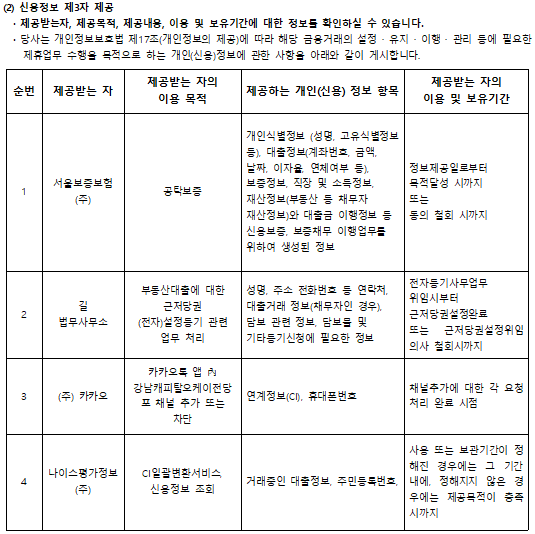 (2) 신용정보 제3자 제공
· 제공받는자, 제공목적, 제공내용, 이용 및 보유기간에 대한 정보를 확인하실 수 있습니다.
· 당사는 개인정보보호법 제17조(개인정보의 제공)에 따라 해당 금융거래의 설정 · 유지 · 이행 · 관리 등에 필요한
제휴업무 수행을 목적으로 하는 개인(신용)정보에 관한 사항을 아래와 같이 게시합니다.
순번
제공받는 자
제공받는 자의
이용 목적
제공하는 개인(신용) 정보 항목
제공받는 자의
이용 및 보유기간
1
서울보증보험
(주)
공탁보증
개인식별정보 (성명, 고유식별정보
등), 대출정보(계좌번호, 금액,
날짜, 이자율, 연체여부 등),
보증정보, 직장 및 소득정보,
재산정보(부동산 등 채무자
재산정보)와 대출금 이행정보 등
신용보증, 보증채무 이행업무를
위하여 생성된 정보
정보제공일로부터
목적달성 시까지
또는
동의 철회 시까지
2
길
법무사무소
부동산대출에 대한
근저당권
(전자)설정등기 관련
업무 처리
성명, 주소 전화번호 등 연락처,
대출거래 정보(채무자인 경우),
담보 관련 정보, 담보물 및
기타등기신청에 필요한 정보
전자등기사무업무
위임시부터
근저당권설정완료
또는 근저당권설정위임
의사 철회시까지
3
(주) 카카오
카카오톡 앱 內
강남캐피탈오케이전당
포 채널 추가 또는
차단
연계정보(CI), 휴대폰번호
채널추가에 대한 각 요청
처리 완료 시점
4
나이스평가정보
(주)
CI일괄변환서비스,
신용정보 조회
거래중인 대출정보, 주민등록번호,
사용 또는 보관기간이 정
해진 경우에는 그 기간
내에, 정해지지 않은 경
우에는 제공목적이 충족
시까지